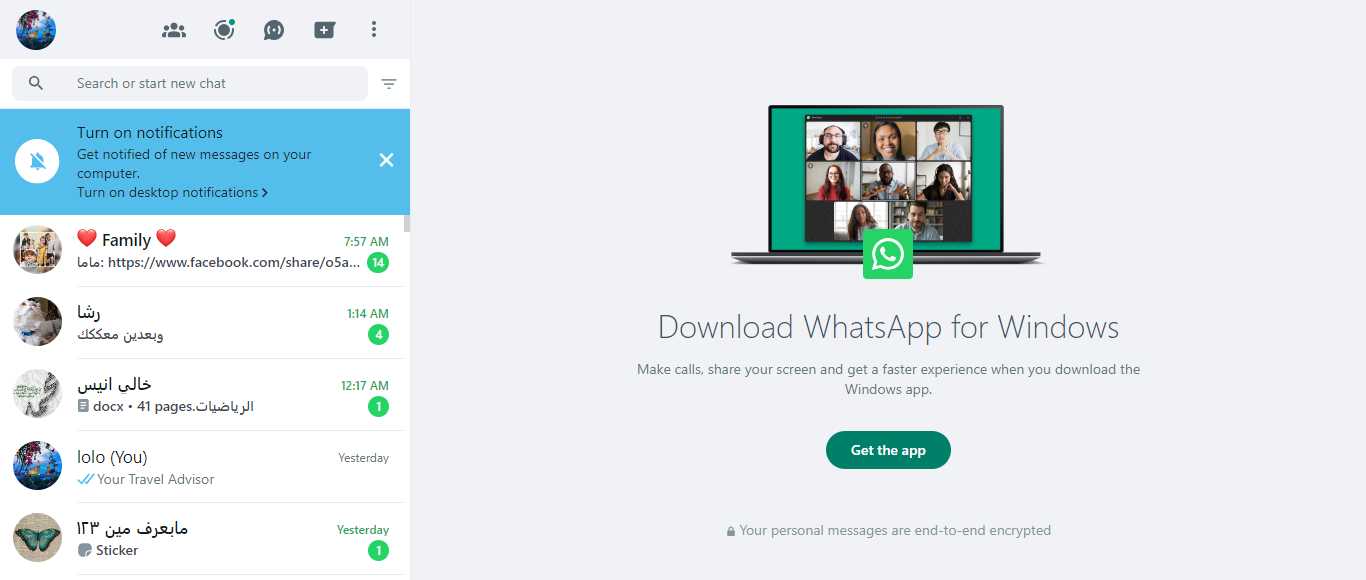 Search or start new chat
Turn on notifications
Get notified of new messages on your
computer.
Turn on desktop notifications
❤️ Family ❤️
7:57 AM
ماما: https://www.facebook.com/share/o5a...
14
رشا
1:14 AM
وبعدين معككك
4
خالي انيس
12:17 AM
الرياضيات.docx • 41 pages
1
lolo (You)
Yesterday
Your Travel Advisor
مابعرف مين ١٢٣
Yesterday
Sticker
1
Download WhatsApp for Windows
Make calls, share your screen and get a faster experience when you download the
Windows app.
Get the app
Your personal messages are end-to-end encrypted